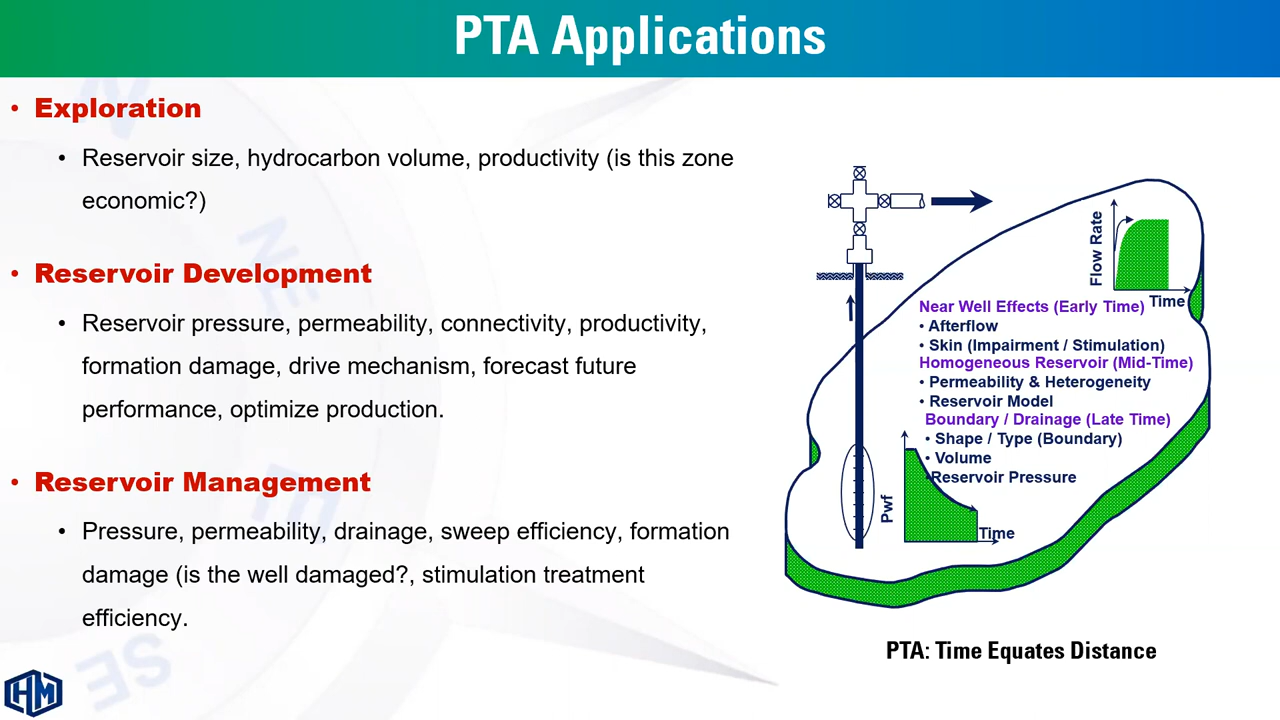 PTA Applications
• Exploration
• Reservoir size, hydrocarbon volume, productivity (is this zone
economic?)
• Reservoir Development
• Reservoir pressure, permeability, connectivity, productivity,
formation damage, drive mechanism, forecast future
performance, optimize production.
• Reservoir Management
• Pressure, permeability, drainage, sweep efficiency, formation
damage (is the well damaged?, stimulation treatment
efficiency.
Flow Rate
Time
Near Well Effects (Early Time)
• Afterflow
• Skin (Impairment / Stimulation)
Homogeneous Reservoir (Mid-Time)
• Permeability & Heterogeneity
• Reservoir Model
Boundary / Drainage (Late Time)
• Shape / Type (Boundary)
• Volume
•Reservoir Pressure
Pwf
Time
PTA: Time Equates Distance
N
NE
E
SE
HM